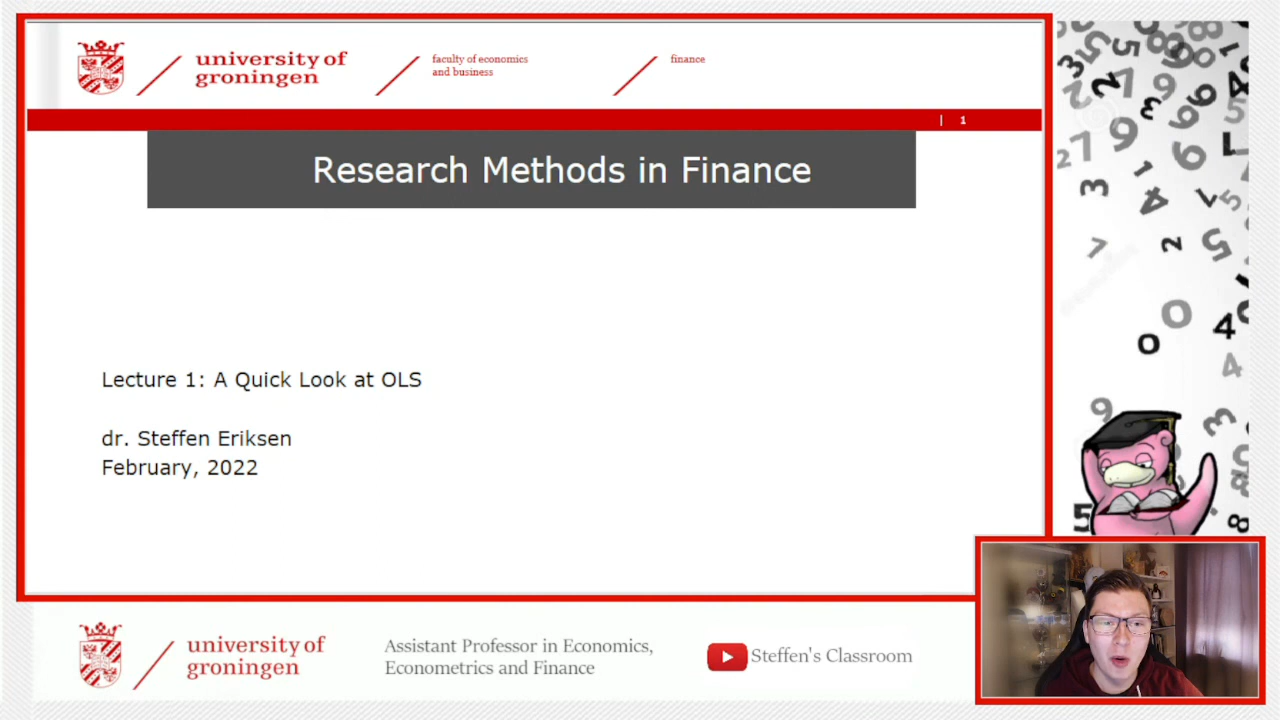 university of
groningen
faculty of economics
and business
finance
| 1
Research Methods in Finance
Lecture 1: A Quick Look at OLS
dr. Steffen Eriksen
February, 2022
university of
groningen
Assistant Professor in Economics,
Econometrics and Finance
Steffen's Classroom